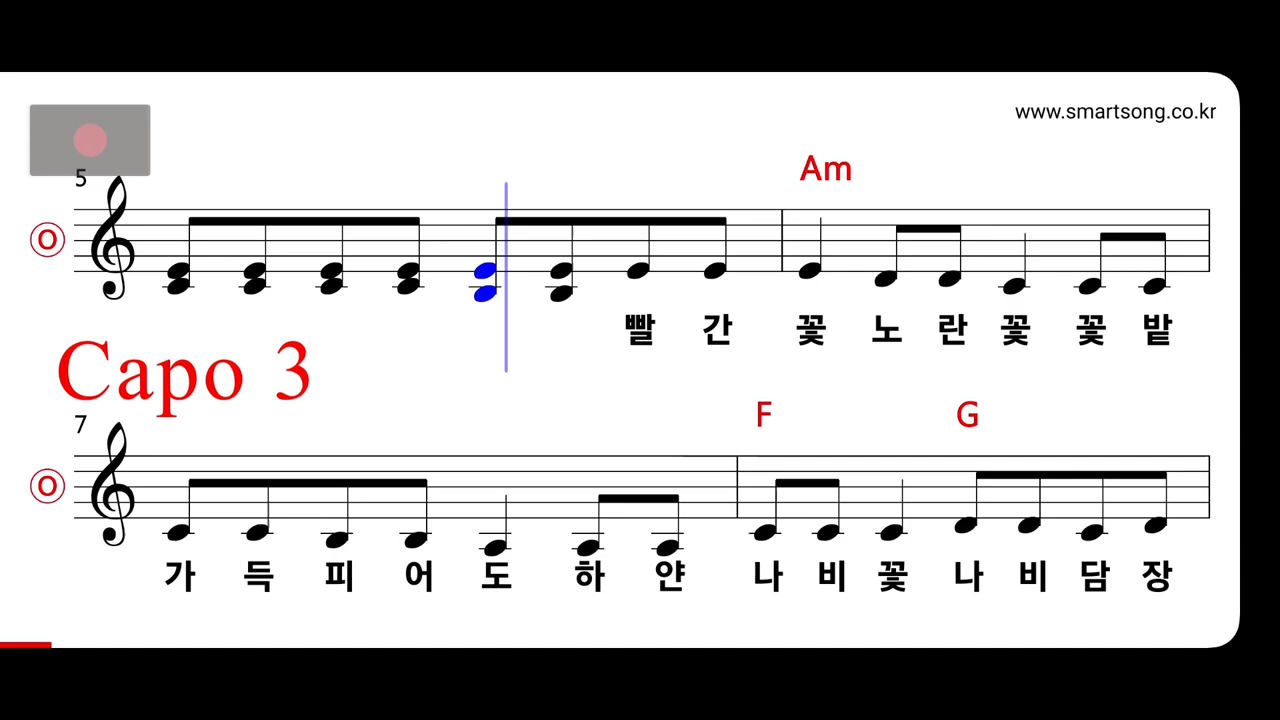 www.smartsong.co.kr
Am
5
O
빨 간 꽃 노 란 꽃 꽃 밭
Capo 3
F G
7
O
가 득 피 어 도 하 얀 나 비 꽃 나 비 담 장